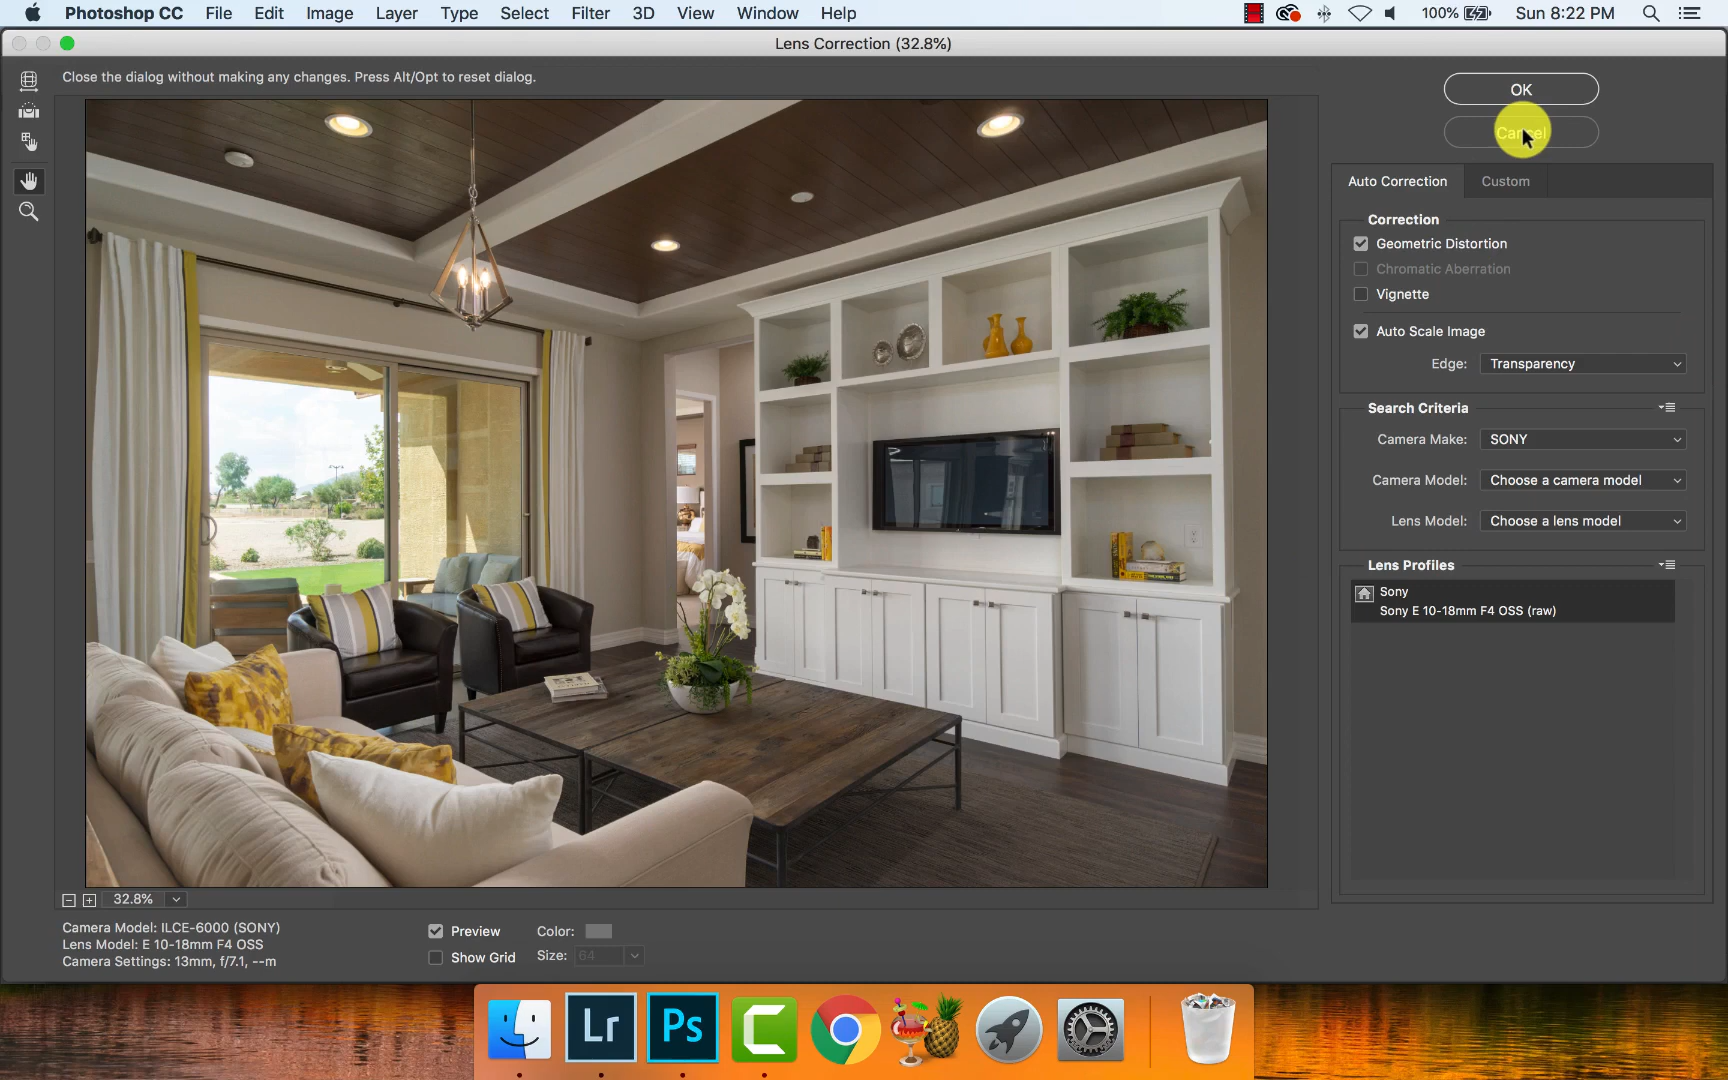 Photoshop CC File Edit Image Layer Type Select Filter 3D View Window Help 100% Sun 8:22 PM
Lens Correction (32.8%)
Close the dialog without making any changes. Press Alt/Opt to reset dialog.
OK
Cancel
Auto Correction Custom
Correction
Geometric Distortion
Chromatic Aberration
Vignette
Auto Scale Image
Edge: Transparency
Search Criteria
Camera Make: SONY
Camera Model: Choose a camera model
Lens Model: Choose a lens model
Lens Profiles
Sony
Sony E 10-18mm F4 OSS (raw)
32.8%
Camera Model: ILCE-6000 (SONY)
Lens Model: E 10-18mm F4 OSS
Camera Settings: 13mm, f/7.1, --m
Preview Color:
Show Grid Size: 64
Lr Ps